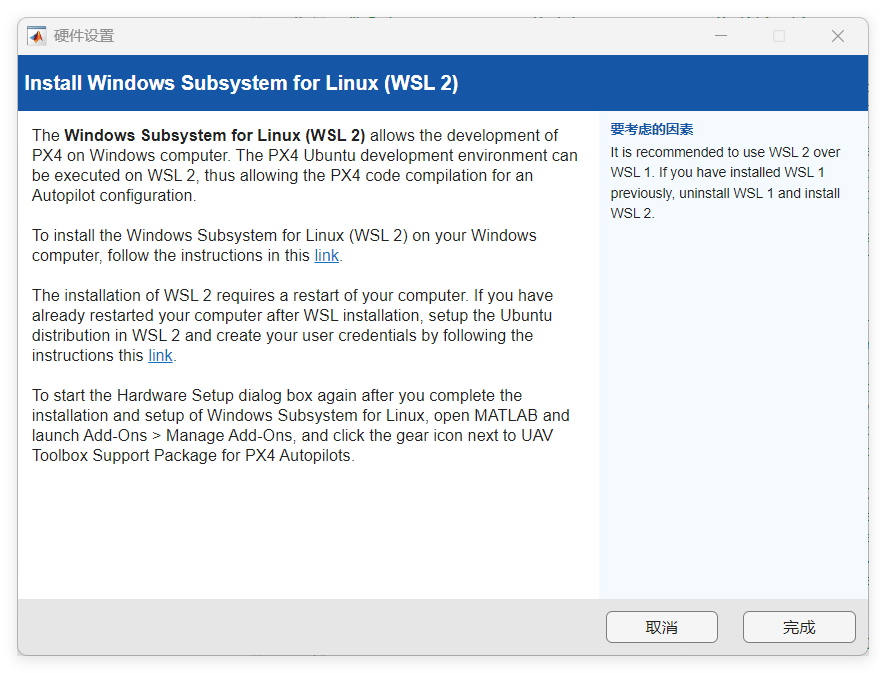 硬件设置
Install Windows Subsystem for Linux (WSL 2)
The Windows Subsystem for Linux (WSL 2) allows the development of
PX4 on Windows computer. The PX4 Ubuntu development environment can
be executed on WSL 2, thus allowing the PX4 code compilation for an
Autopilot configuration.
To install the Windows Subsystem for Linux (WSL 2) on your Windows
computer, follow the instructions in this link.
The installation of WSL 2 requires a restart of your computer. If you have
already restarted your computer after WSL installation, setup the Ubuntu
distribution in WSL 2 and create your user credentials by following the
instructions this link.
To start the Hardware Setup dialog box again after you complete the
installation and setup of Windows Subsystem for Linux, open MATLAB and
launch Add-Ons > Manage Add-Ons, and click the gear icon next to UAV
Toolbox Support Package for PX4 Autopilots.
要考虑的因素
It is recommended to use WSL 2 over
WSL 1. If you have installed WSL 1
previously, uninstall WSL 1 and install
WSL 2.
取消
完成